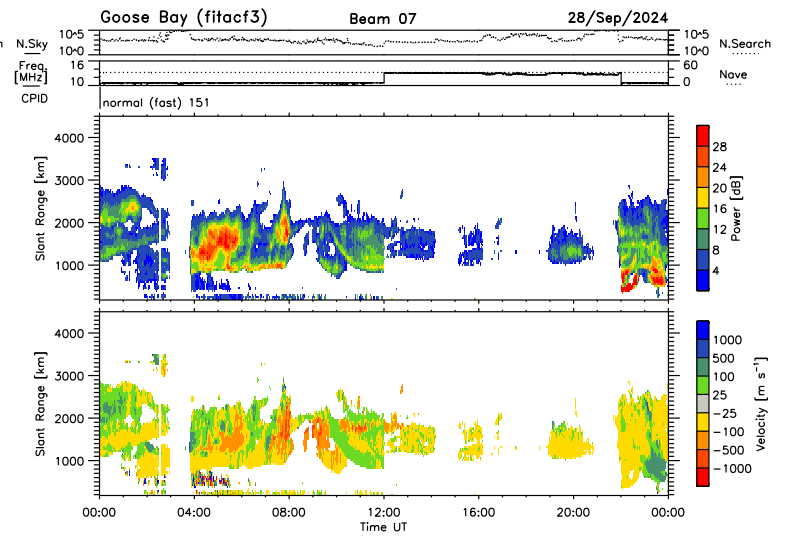 Goose Bay (fitacf3) Beam 07 28/Sep/2024
N.Sky 10^5 10^0 10^5 10^0 N.Search
Freq. [MHz] 16 10 60 0 Nave
CPID normal (fast) 151
Slant Range [km]
4000
3000
2000
1000
Power [dB]
28
24
20
16
12
8
4
Slant Range [km]
4000
3000
2000
1000
Velocity [m s⁻¹]
1000
500
100
25
−25
−100
−500
−1000
00:00 04:00 08:00 12:00 16:00 20:00 00:00
Time UT